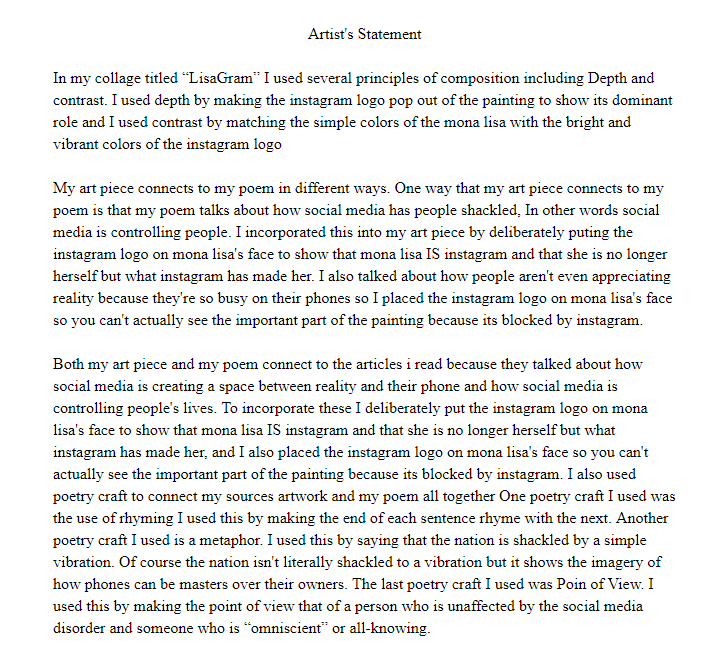 Artist's Statement
In my collage titled “LisaGram” I used several principles of composition including Depth and
contrast. I used depth by making the instagram logo pop out of the painting to show its dominant
role and I used contrast by matching the simple colors of the mona lisa with the bright and
vibrant colors of the instagram logo
My art piece connects to my poem in different ways. One way that my art piece connects to my
poem is that my poem talks about how social media has people shackled, In other words social
media is controlling people. I incorporated this into my art piece by deliberately puting the
instagram logo on mona lisa's face to show that mona lisa IS instagram and that she is no longer
herself but what instagram has made her. I also talked about how people aren't even appreciating
reality because they're so busy on their phones so I placed the instagram logo on mona lisa's face
so you can't actually see the important part of the painting because its blocked by instagram.
Both my art piece and my poem connect to the articles i read because they talked about how
social media is creating a space between reality and their phone and how social media is
controlling people's lives. To incorporate these I deliberately put the instagram logo on mona
lisa's face to show that mona lisa IS instagram and that she is no longer herself but what
instagram has made her, and I also placed the instagram logo on mona lisa's face so you can't
actually see the important part of the painting because its blocked by instagram. I also used
poetry craft to connect my sources artwork and my poem all together One poetry craft I used was
the use of rhyming I used this by making the end of each sentence rhyme with the next. Another
poetry craft I used is a metaphor. I used this by saying that the nation is shackled by a simple
vibration. Of course the nation isn't literally shackled to a vibration but it shows the imagery of
how phones can be masters over their owners. The last poetry craft I used was Poin of View. I
used this by making the point of view that of a person who is unaffected by the social media
disorder and someone who is “omniscient” or all-knowing.